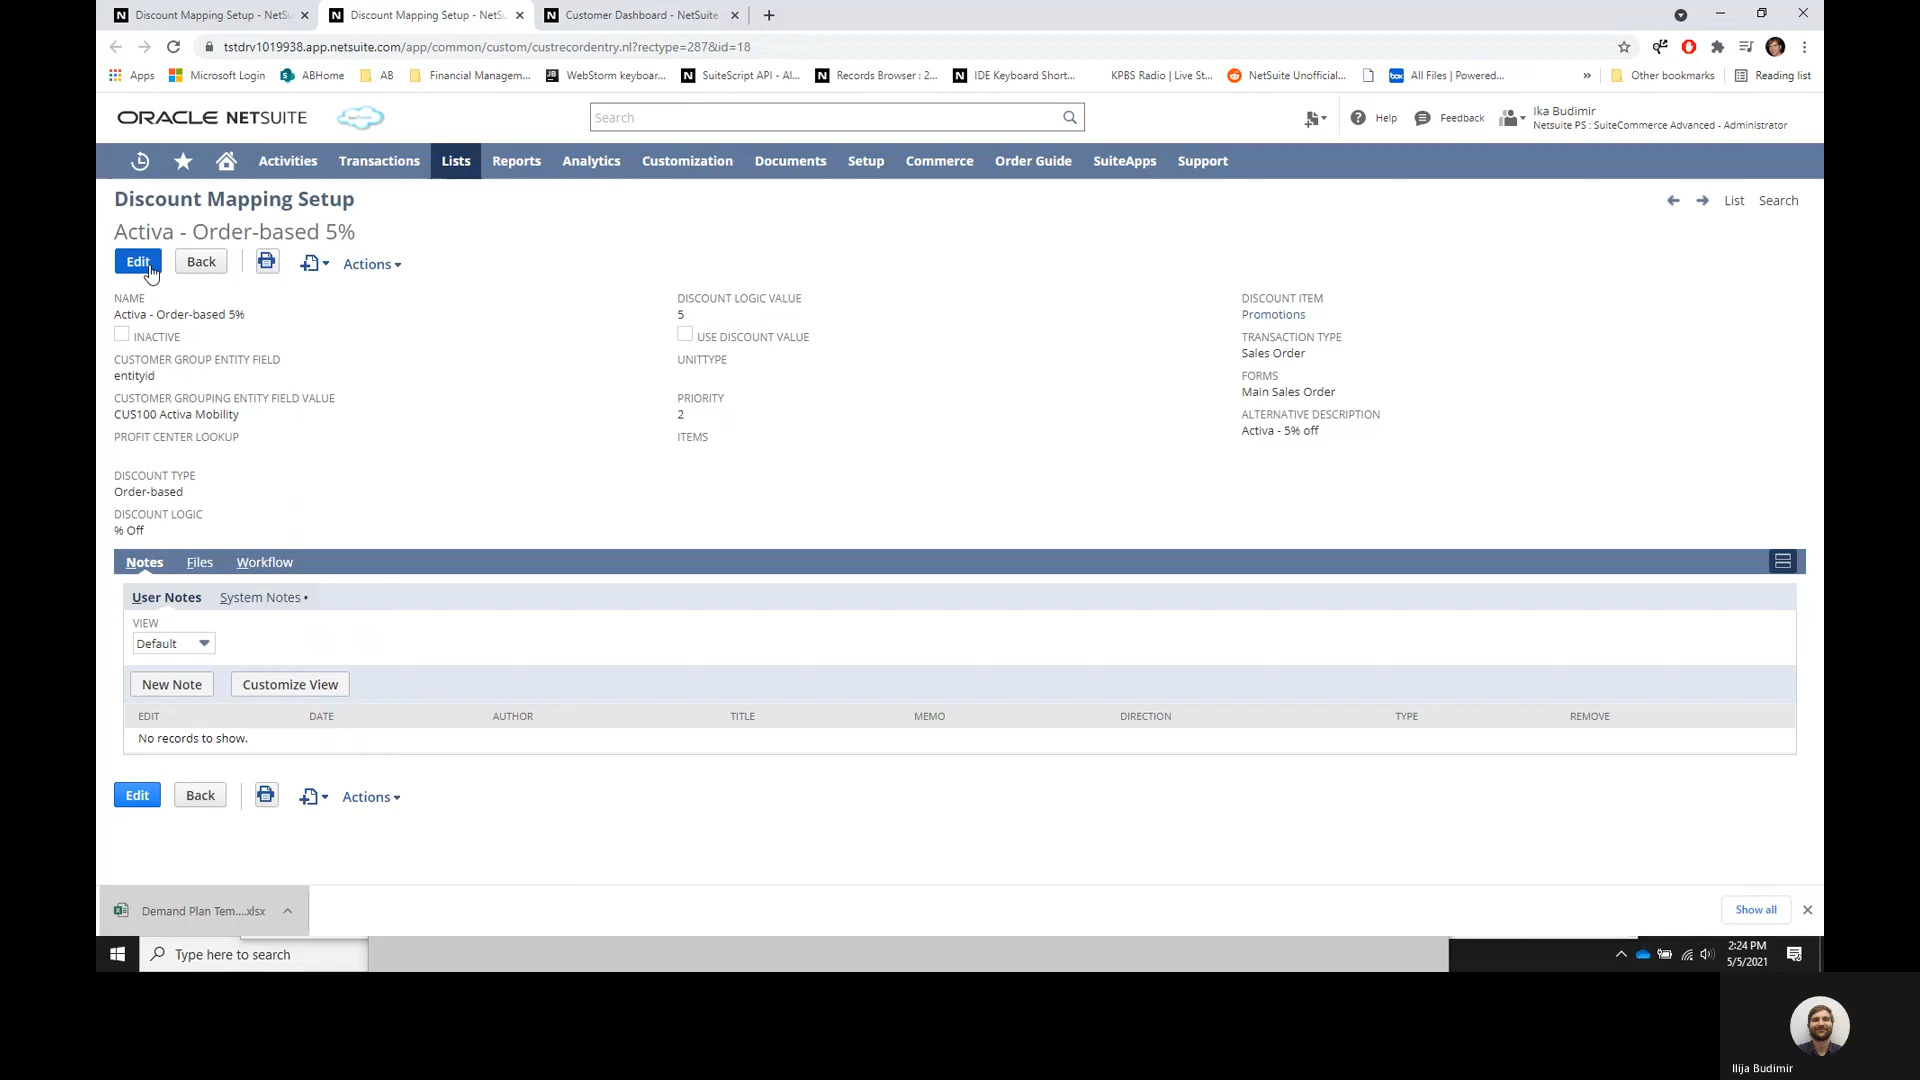 Discount Mapping Setup - NetSu
Discount Mapping Setup - NetSu
Customer Dashboard - NetSuite
tstdrv1019938.app.netsuite.com/app/common/custom/custrecordentry.nl?rectype=287&id=18
Apps
Microsoft Login
ABHome
AB
Financial Managem...
WebStorm keyboar...
SuiteScript API - Al...
Records Browser : 2...
IDE Keyboard Short...
KPBS Radio | Live St...
NetSuite Unofficial...
All Files | Powered...
»
Other bookmarks
Reading list
ORACLE NETSUITE
Search
Help
Feedback
Ika Budimir
Netsuite PS : SuiteCommerce Advanced - Administrator
Activities
Transactions
Lists
Reports
Analytics
Customization
Documents
Setup
Commerce
Order Guide
SuiteApps
Support
Discount Mapping Setup
List
Search
Activa - Order-based 5%
Edit
Back
Actions
NAME
Activa - Order-based 5%
INACTIVE
CUSTOMER GROUP ENTITY FIELD
entityid
CUSTOMER GROUPING ENTITY FIELD VALUE
CUS100 Activa Mobility
PROFIT CENTER LOOKUP
DISCOUNT TYPE
Order-based
DISCOUNT LOGIC
% Off
DISCOUNT LOGIC VALUE
5
USE DISCOUNT VALUE
UNITTYPE
PRIORITY
2
ITEMS
DISCOUNT ITEM
Promotions
TRANSACTION TYPE
Sales Order
FORMS
Main Sales Order
ALTERNATIVE DESCRIPTION
Activa - 5% off
Notes
Files
Workflow
User Notes
System Notes •
VIEW
Default
New Note
Customize View
EDIT
DATE
AUTHOR
TITLE
MEMO
DIRECTION
TYPE
REMOVE
No records to show.
Edit
Back
Actions
Demand Plan Tem....xlsx
Show all
Type here to search
2:24 PM
5/5/2021
Ilija Budimir